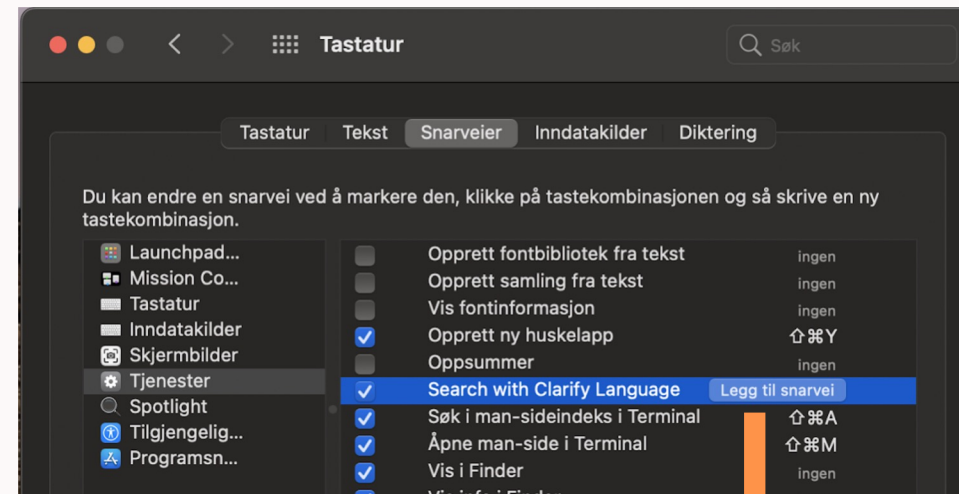 Tastatur
Søk
Tastatur Tekst Snarveier Inndatakilder Diktering
Du kan endre en snarvei ved å markere den, klikke på tastekombinasjonen og så skrive en ny
tastekombinasjon.
Launchpad...
Mission Co...
Tastatur
Inndatakilder
Skjermbilder
Tjenester
Spotlight
Tilgjengelig...
Programsn...
Opprett fontbibliotek fra tekst ingen
Opprett samling fra tekst ingen
Vis fontinformasjon ingen
Opprett ny huskelapp ⇧⌘Y
Oppsummer ingen
Search with Clarify Language Legg til snarvei
Søk i man-sideindeks i Terminal ⇧⌘A
Åpne man-side i Terminal ⇧⌘M
Vis i Finder ingen